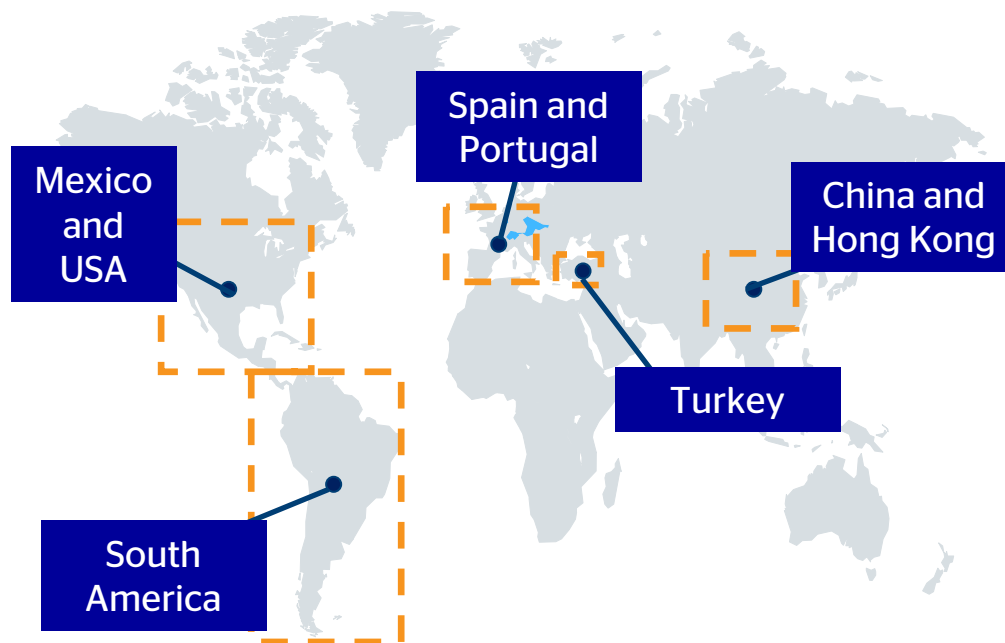 Spain and
Portugal
Mexico
and
USA
China and
Hong Kong
Turkey
South
America